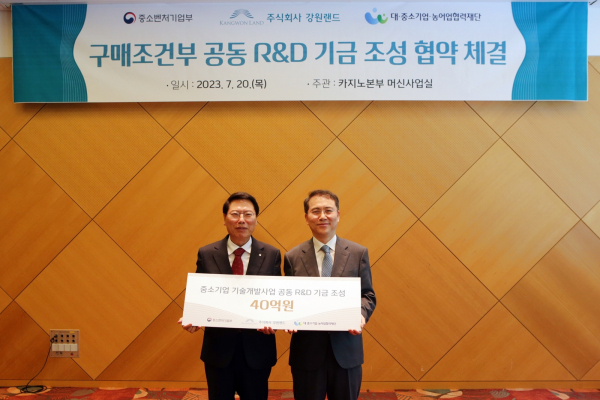 중소벤처기업부 KANGWON LAND 주식회사 강원랜드 대·중소기업·농어업협력재단
구매조건부 공동 R&D 기금 조성 협약 체결
·일시 : 2023. 7. 20.(목) ·주관 : 카지노본부 머신사업실
중소기업 기술개발사업 공동 R&D 기금 조성
40억원